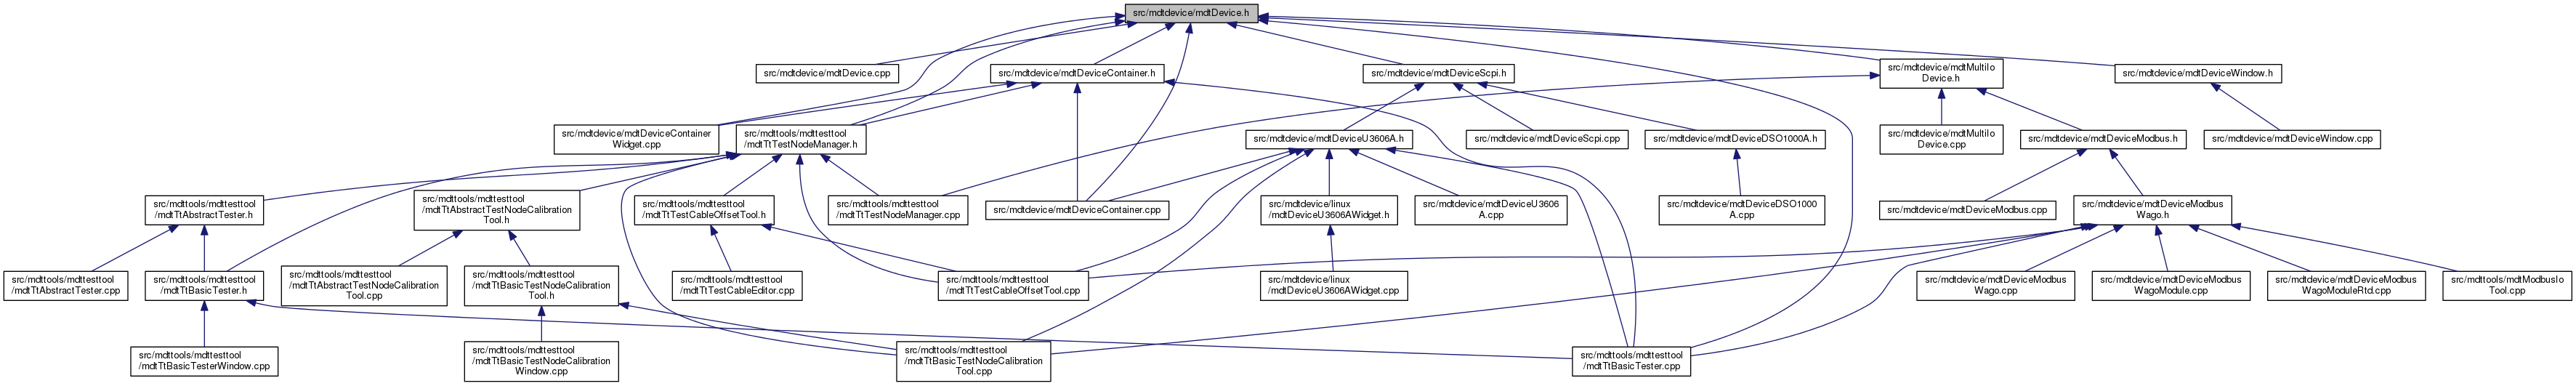 src/mdtdevice/mdtDevice.h
src/mdtdevice/mdtDevice.cpp
src/mdtdevice/mdtDeviceContainer.h
src/mdtdevice/mdtDeviceScpi.h
src/mdtdevice/mdtMultiIo
Device.h
src/mdtdevice/mdtDeviceWindow.h
src/mdtdevice/mdtDeviceContainer
Widget.cpp
src/mdttools/mdttesttool
/mdtTtTestNodeManager.h
src/mdtdevice/mdtDeviceU3606A.h
src/mdtdevice/mdtDeviceScpi.cpp
src/mdtdevice/mdtDeviceDSO1000A.h
src/mdtdevice/mdtMultiIo
Device.cpp
src/mdtdevice/mdtDeviceModbus.h
src/mdtdevice/mdtDeviceWindow.cpp
src/mdttools/mdttesttool
/mdtTtAbstractTester.h
src/mdttools/mdttesttool
/mdtTtAbstractTestNodeCalibration
Tool.h
src/mdttools/mdttesttool
/mdtTtTestCableOffsetTool.h
src/mdttools/mdttesttool
/mdtTtTestNodeManager.cpp
src/mdtdevice/mdtDeviceContainer.cpp
src/mdtdevice/linux
/mdtDeviceU3606AWidget.h
src/mdtdevice/mdtDeviceU3606
A.cpp
src/mdtdevice/mdtDeviceDSO1000
A.cpp
src/mdtdevice/mdtDeviceModbus.cpp
src/mdtdevice/mdtDeviceModbus
Wago.h
src/mdttools/mdttesttool
/mdtTtAbstractTester.cpp
src/mdttools/mdttesttool
/mdtTtBasicTester.h
src/mdttools/mdttesttool
/mdtTtAbstractTestNodeCalibration
Tool.cpp
src/mdttools/mdttesttool
/mdtTtBasicTestNodeCalibration
Tool.h
src/mdttools/mdttesttool
/mdtTtTestCableEditor.cpp
src/mdttools/mdttesttool
/mdtTtTestCableOffsetTool.cpp
src/mdtdevice/linux
/mdtDeviceU3606AWidget.cpp
src/mdtdevice/mdtDeviceModbus
Wago.cpp
src/mdtdevice/mdtDeviceModbus
WagoModule.cpp
src/mdtdevice/mdtDeviceModbus
WagoModuleRtd.cpp
src/mdttools/mdtModbusIo
Tool.cpp
src/mdttools/mdttesttool
/mdtTtBasicTesterWindow.cpp
src/mdttools/mdttesttool
/mdtTtBasicTestNodeCalibration
Window.cpp
src/mdttools/mdttesttool
/mdtTtBasicTestNodeCalibration
Tool.cpp
src/mdttools/mdttesttool
/mdtTtBasicTester.cpp